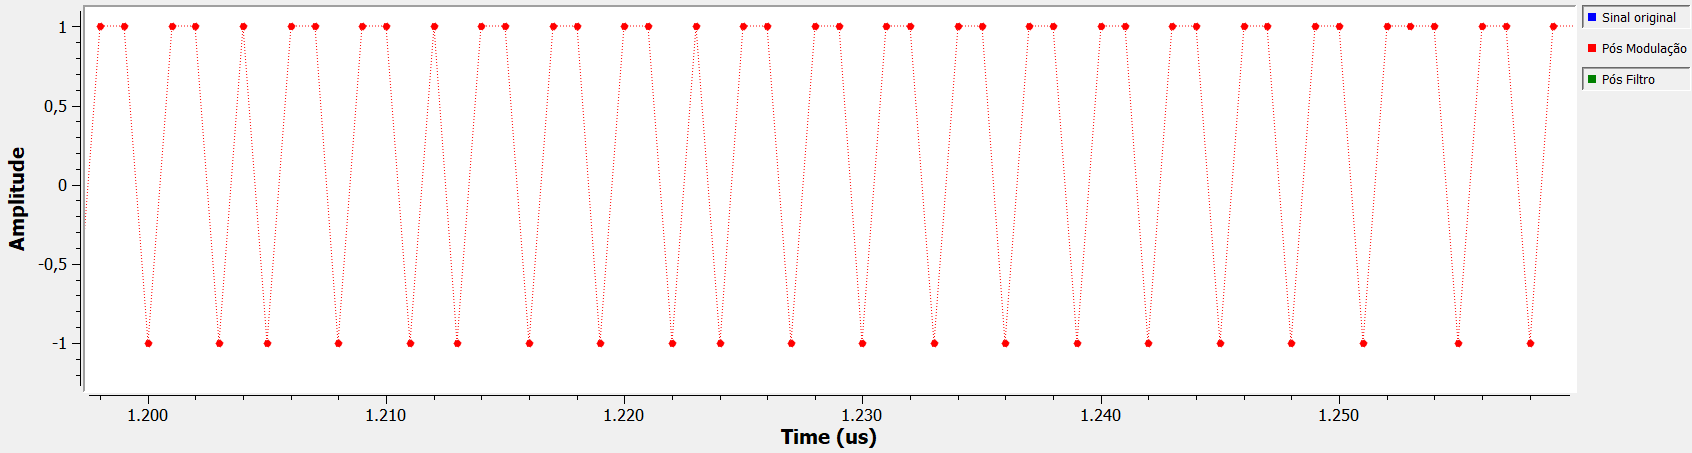 1
0,5
0
-0,5
-1
Amplitude
1.200 1.210 1.220 1.230 1.240 1.250
Time (us)
Sinal original
Pós Modulação
Pós Filtro